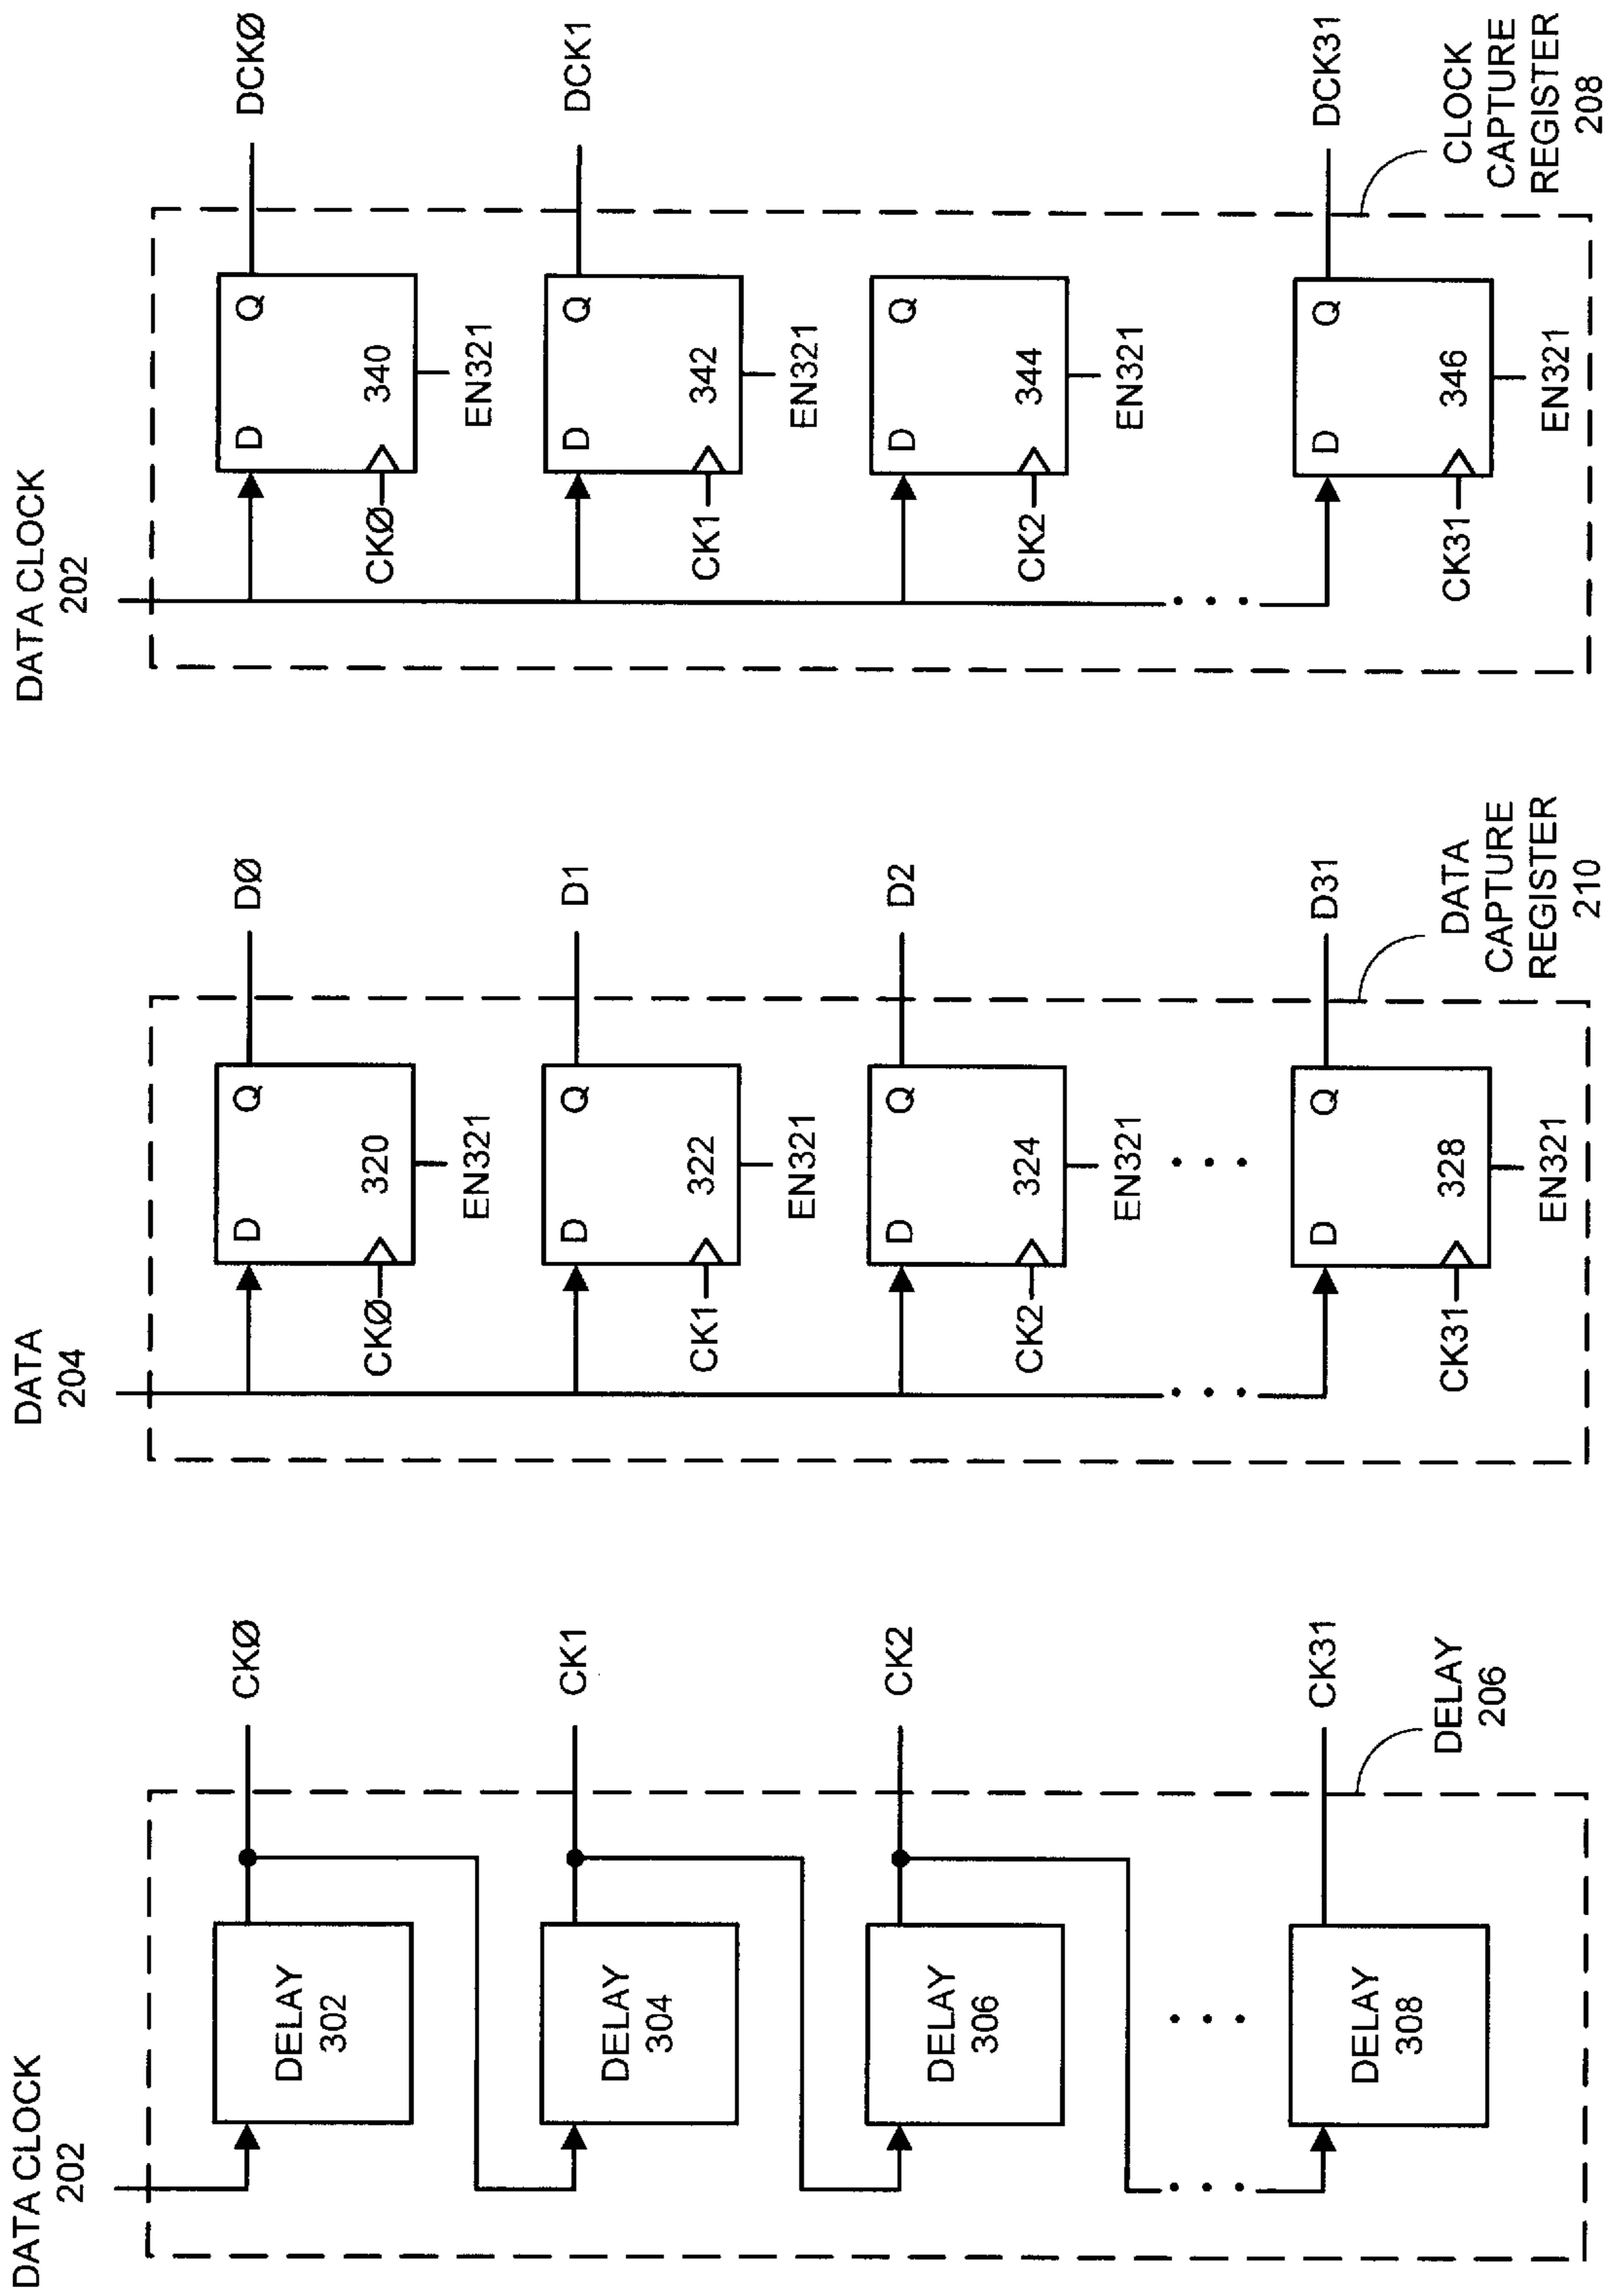 DATA CLOCK
202
DELAY
302
CKØ
DELAY
304
CK1
DELAY
306
CK2
DELAY
308
CK31
DELAY
206
DATA
204
D
Q
320
CKØ
EN321
DØ
D
Q
322
CK1
EN321
D1
D
Q
324
CK2
EN321
D2
D
Q
328
CK31
EN321
D31
DATA
CAPTURE
REGISTER
210
DATA CLOCK
202
D
Q
340
CKØ
EN321
DCKØ
D
Q
342
CK1
EN321
DCK1
D
Q
344
CK2
EN321
D
Q
346
CK31
EN321
DCK31
CLOCK
CAPTURE
REGISTER
208